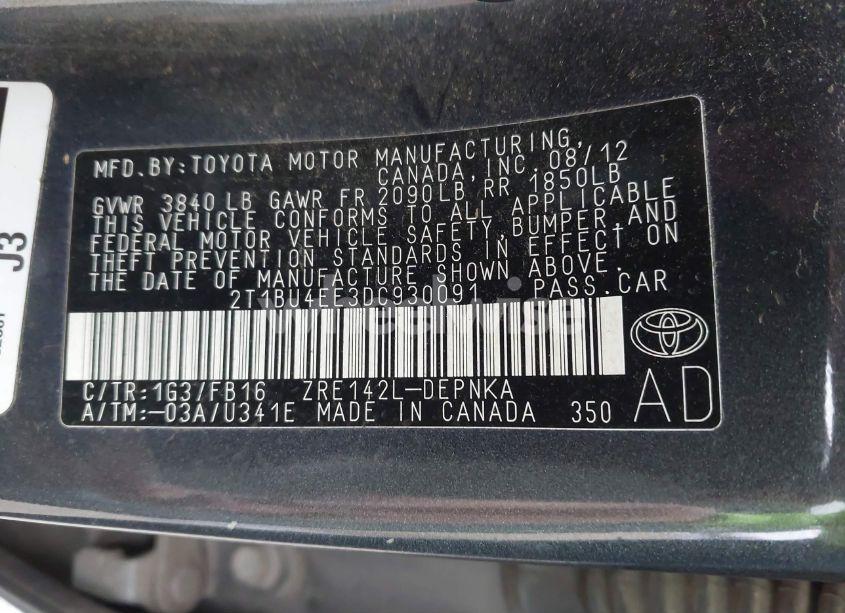 MFD.BY:TOYOTA MOTOR MANUFACTURING,
CANADA,INC. 08/12
GVWR 3840 LB GAWR FR 2090LB RR 1850LB
THIS VEHICLE CONFORMS TO ALL APPLICABLE
FEDERAL MOTOR VEHICLE SAFETY,BUMPER AND
THEFT PREVENTION STANDARDS IN EFFECT ON
THE DATE OF MANUFACTURE SHOWN ABOVE.
2T1BU4EE3DC930091 PASS.CAR
C/TR:1G3/FB16 ZRE142L-DEPNKA
A/TM:-03A/U341E MADE IN CANADA 350
AD
J3